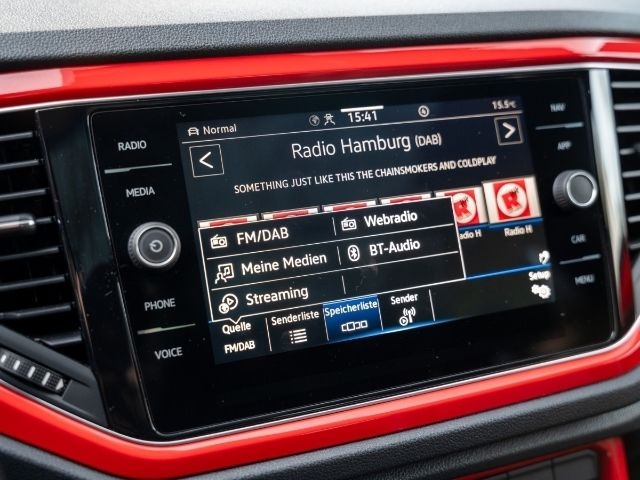 RADIO
MEDIA
PHONE
VOICE
Normal
15:41
15.5°C
Radio Hamburg (DAB)
SOMETHING JUST LIKE THIS THE CHAINSMOKERS AND COLDPLAY
FM/DAB
Webradio
Meine Medien
BT-Audio
Streaming
Radio H
Setup
Quelle
FM/DAB
Senderliste
Speicherliste
Sender
NAV
APP
CAR
MENU